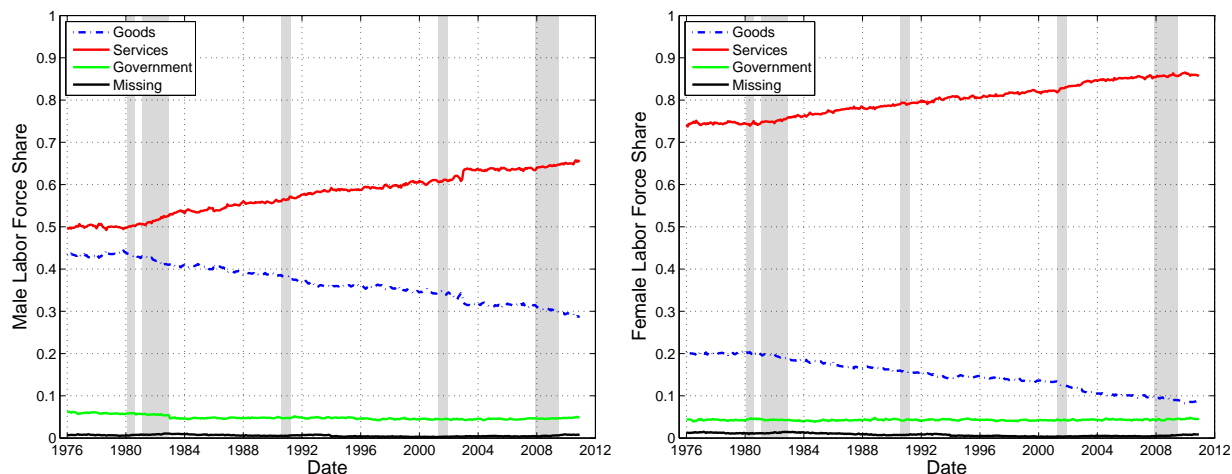 1
0.9
0.8
0.7
0.6
0.5
0.4
0.3
0.2
0.1
0
Male Labor Force Share
Goods
Services
Government
Missing
1976 1980 1984 1988 1992 1996 2000 2004 2008 2012
Date
1
0.9
0.8
0.7
0.6
0.5
0.4
0.3
0.2
0.1
0
Female Labor Force Share
Goods
Services
Government
Missing
1976 1980 1984 1988 1992 1996 2000 2004 2008 2012
Date